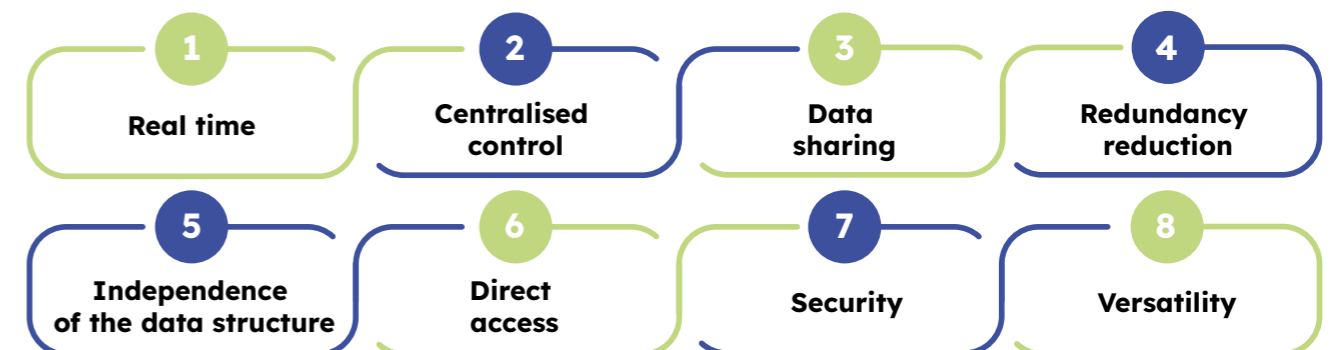 1
Real time
2
Centralised
control
3
Data
sharing
4
Redundancy
reduction
5
Independence
of the data structure
6
Direct
access
7
Security
8
Versatility